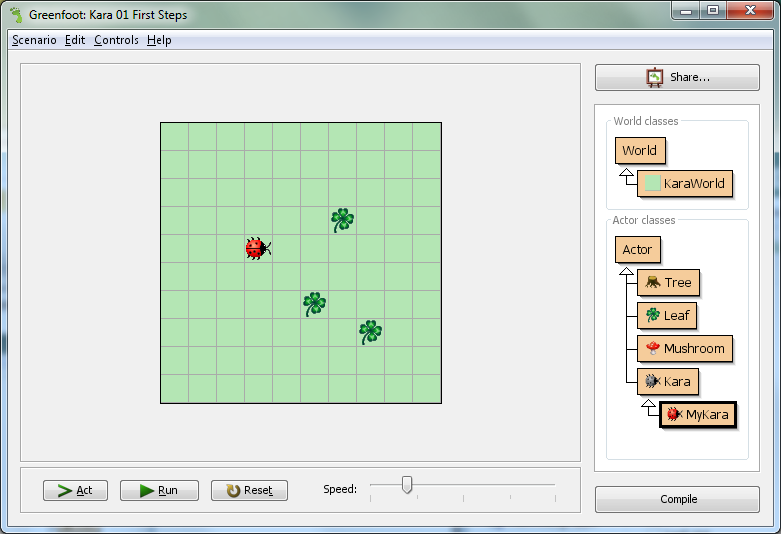 Greenfoot: Kara 01 First Steps
Scenario Edit Controls Help
Share...
World classes
World
KaraWorld
Actor classes
Actor
Tree
Leaf
Mushroom
Kara
MyKara
Act
Run
Reset
Speed:
Compile